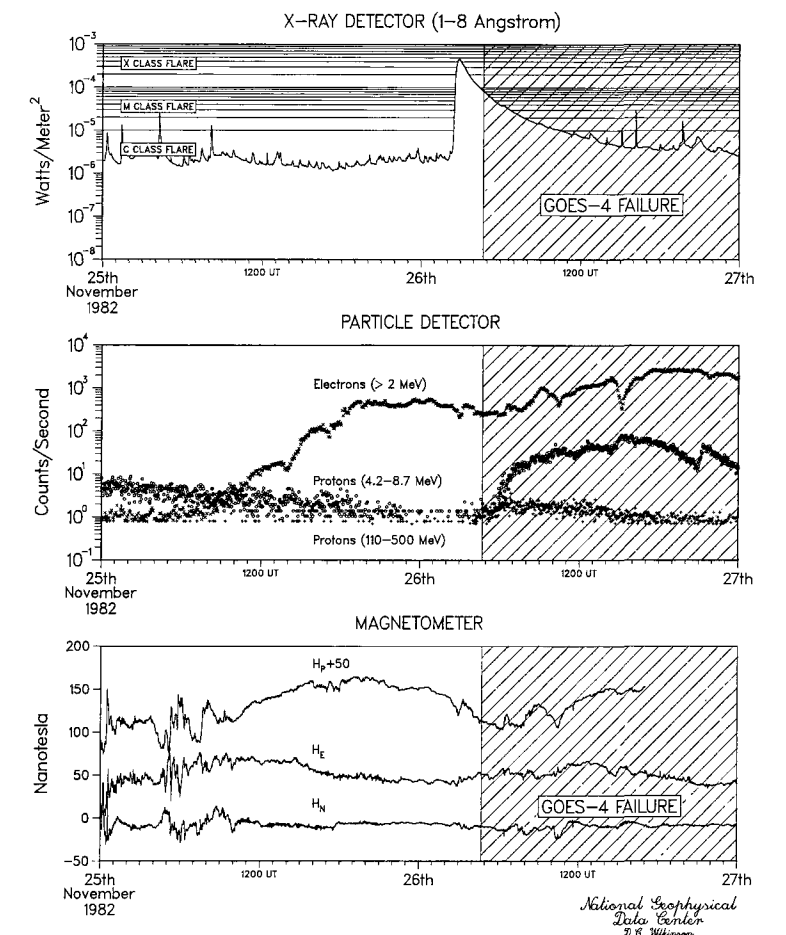 X-RAY DETECTOR (1-8 Angstrom)
10⁻³
X CLASS FLARE
10⁻⁴
M CLASS FLARE
10⁻⁵
C CLASS FLARE
10⁻⁶
10⁻⁷
10⁻⁸
Watts/Meter²
GOES-4 FAILURE
25th
1200 UT
26th
1200 UT
27th
November
1982
PARTICLE DETECTOR
10⁴
10³
10²
10¹
10⁰
10⁻¹
Counts/Second
Electrons (> 2 MeV)
Protons (4.2-8.7 MeV)
Protons (110-500 MeV)
25th
1200 UT
26th
1200 UT
27th
November
1982
MAGNETOMETER
200
150
100
50
0
-50
Nanotesla
Hₚ+50
H_E
H_N
GOES-4 FAILURE
25th
1200 UT
26th
1200 UT
27th
November
1982
National Geophysical
Data Center
D.C. Wilkinson